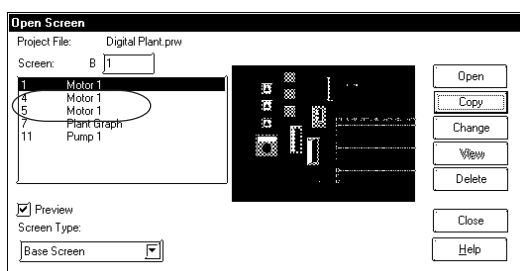 Open Screen
Project File: Digital Plant.prw
Screen: B 1
1 Motor 1
4 Motor 1
5 Motor 1
7 Plant Graph
11 Pump 1
Preview
Screen Type:
Base Screen
Open
Copy
Change
View
Delete
Close
Help